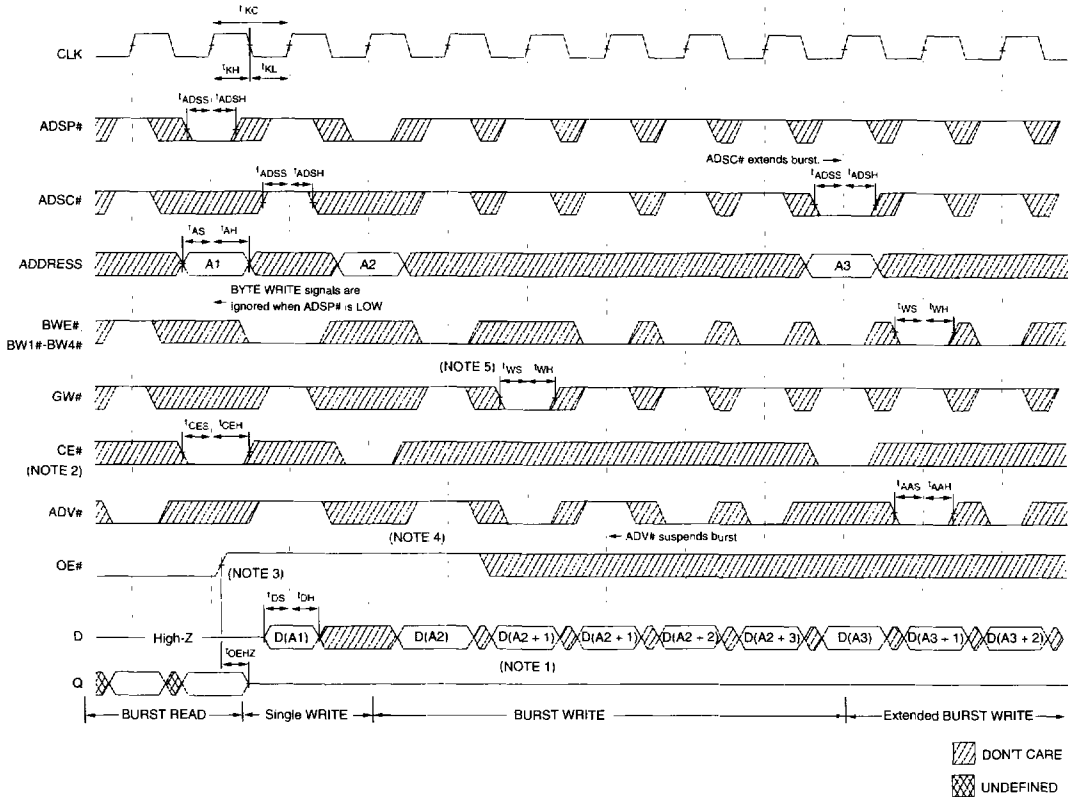 tKC
CLK
tKH tKL
tADSS tADSH
ADSP#
ADSC# extends burst.
tADSS tADSH
tADSS tADSH
ADSC#
tAS tAH
ADDRESS
A1
A2
A3
BYTE WRITE signals are
ignored when ADSP# is LOW
tWS tWH
BWE#,
BW1#-BW4#
(NOTE 5)
tWS tWH
GW#
tCES tCEH
CE#
(NOTE 2)
tAAS tAAH
ADV#
(NOTE 4)
ADV# suspends burst
OE#
(NOTE 3)
tDS tDH
D
High-Z
D(A1)
D(A2)
D(A2 + 1)
D(A2 + 1)
D(A2 + 2)
D(A2 + 3)
D(A3)
D(A3 + 1)
D(A3 + 2)
tOEHZ
(NOTE 1)
Q
BURST READ
Single WRITE
BURST WRITE
Extended BURST WRITE
DON'T CARE
UNDEFINED